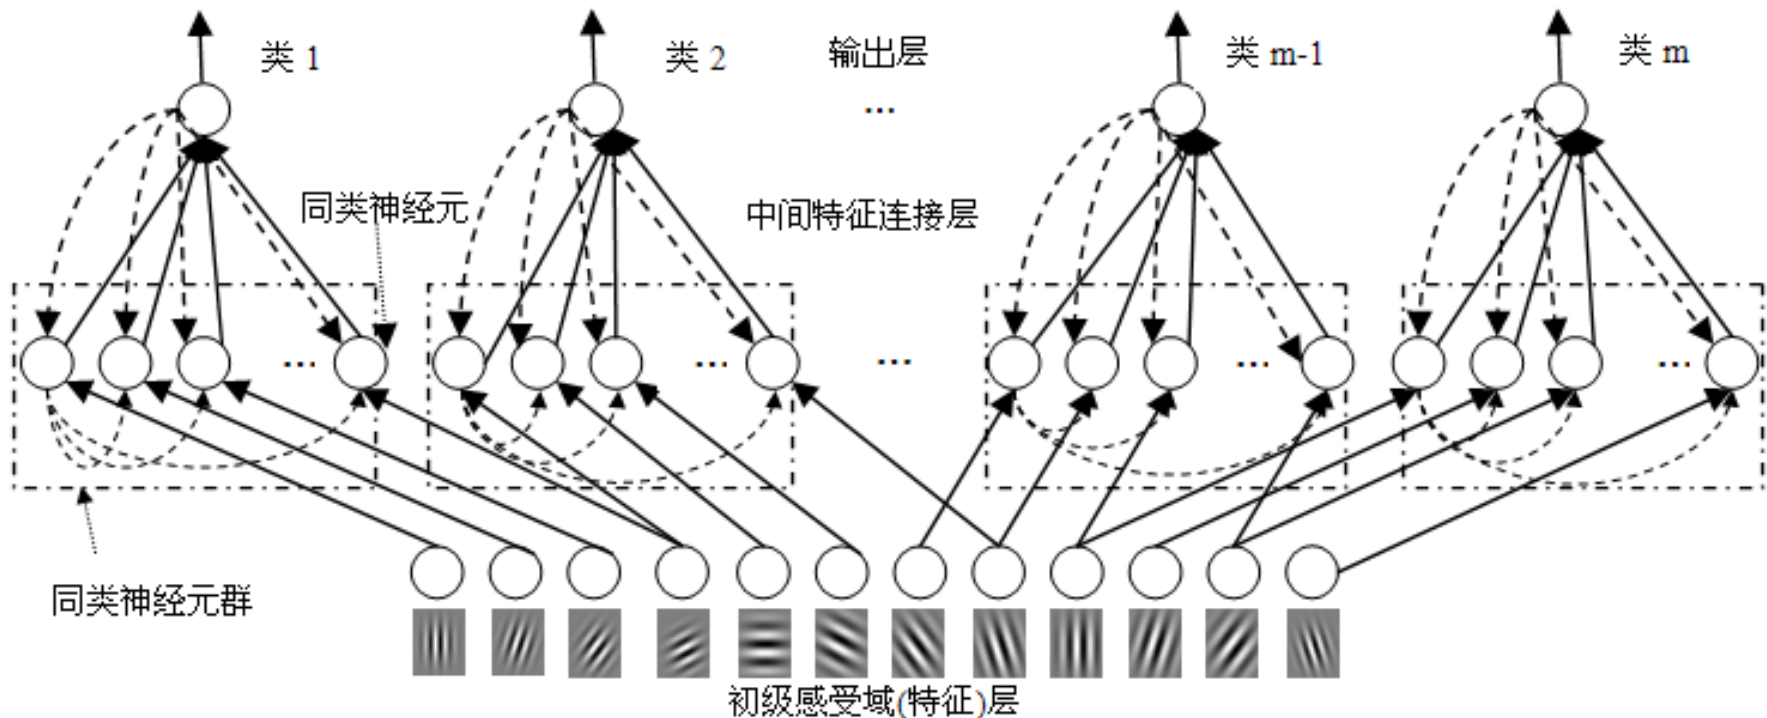 类 1
类 2
输出层
类 m-1
类 m
...
同类神经元
中间特征连接层
...
...
...
...
...
同类神经元群
初级感受域(特征)层